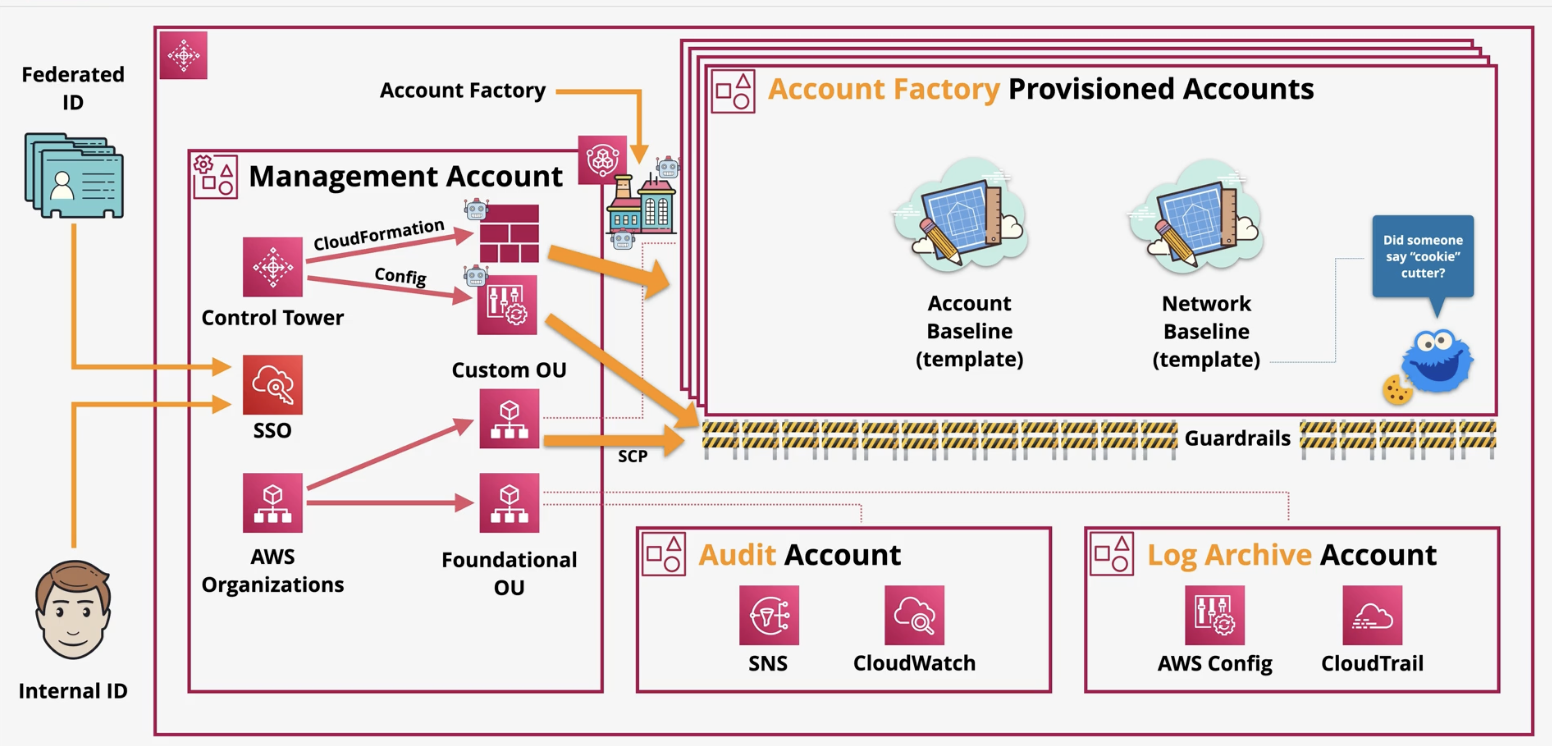 Federated
ID
Account Factory
Account Factory Provisioned Accounts
Management Account
CloudFormation
Config
Control Tower
Custom OU
SSO
SCP
AWS
Organizations
Foundational
OU
Internal ID
Account
Baseline
(template)
Network
Baseline
(template)
Did someone
say "cookie"
cutter?
Guardrails
Audit Account
SNS
CloudWatch
Log Archive Account
AWS Config
CloudTrail